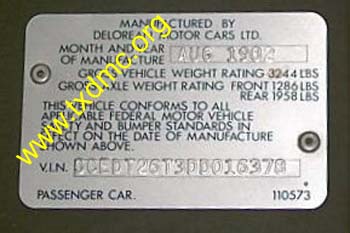 MANUFACTURED BY
DELOREAN MOTOR CARS LTD.
MONTH AND YEAR
OF MANUFACTURE AUG 1982
GROSS VEHICLE WEIGHT RATING 3244 LBS
GROSS AXLE WEIGHT RATING FRONT 1286 LBS
REAR 1958 LBS
THIS VEHICLE CONFORMS TO ALL
APPLICABLE FEDERAL MOTOR VEHICLE
SAFETY AND BUMPER STANDARDS IN
EFFECT ON THE DATE OF MANUFACTURE
SHOWN ABOVE.
V.I.N.
PASSENGER CAR. 110573
www.txdmc.org